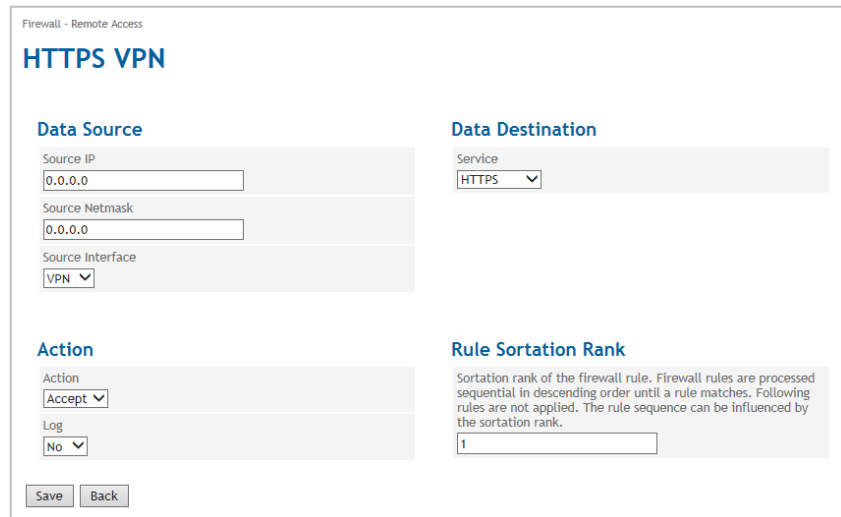 Firewall - Remote Access
HTTPS VPN
Data Source
Source IP
0.0.0.0
Source Netmask
0.0.0.0
Source Interface
VPN
Data Destination
Service
HTTPS
Action
Action
Accept
Log
No
Rule Sortation Rank
Sortation rank of the firewall rule. Firewall rules are processed
sequential in descending order until a rule matches. Following
rules are not applied. The rule sequence can be influenced by
the sortation rank.
1
Save Back